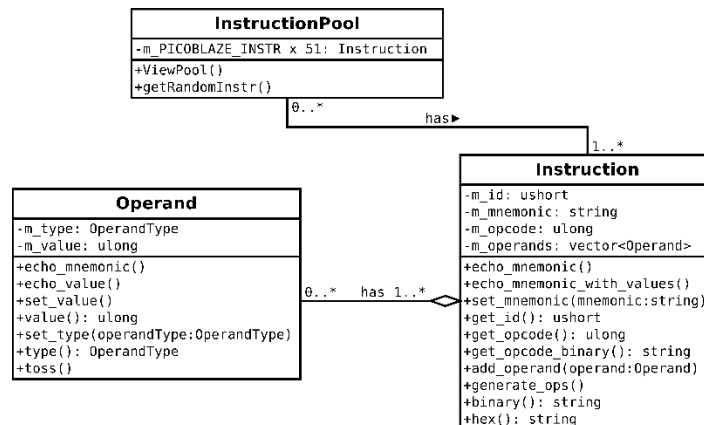 InstructionPool
-m_PICOBLAZE_INSTR x 51: Instruction
+ViewPool()
+getRandomInstr()
0..*
has
1..*
Operand
-m_type: OperandType
-m_value: ulong
+echo_mnemonic()
+echo_value()
+set_value()
+value(): ulong
+set_type(operandType:OperandType)
+type(): OperandType
+toss()
0..* has 1..*
Instruction
-m_id: ushort
-m_mnemonic: string
-m_opcode: ulong
-m_operands: vector<Operand>
+echo_mnemonic()
+echo_mnemonic_with_values()
+set_mnemonic(mnemonic:string)
+get_id(): ushort
+get_opcode(): ulong
+get_opcode_binary(): string
+add_operand(operand:Operand)
+generate_ops()
+binary(): string
+hex(): string